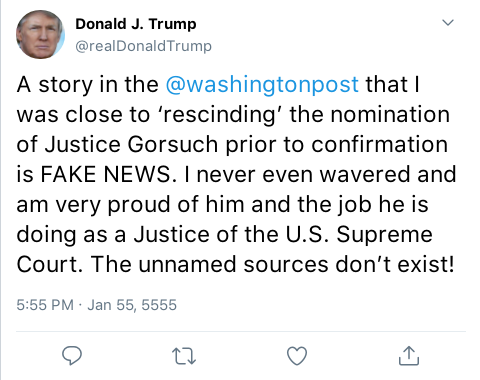 Donald J. Trump
@realDonaldTrump
A story in the @washingtonpost that I
was close to ‘rescinding’ the nomination
of Justice Gorsuch prior to confirmation
is FAKE NEWS. I never even wavered and
am very proud of him and the job he is
doing as a Justice of the U.S. Supreme
Court. The unnamed sources don’t exist!
5:55 PM · Jan 55, 5555